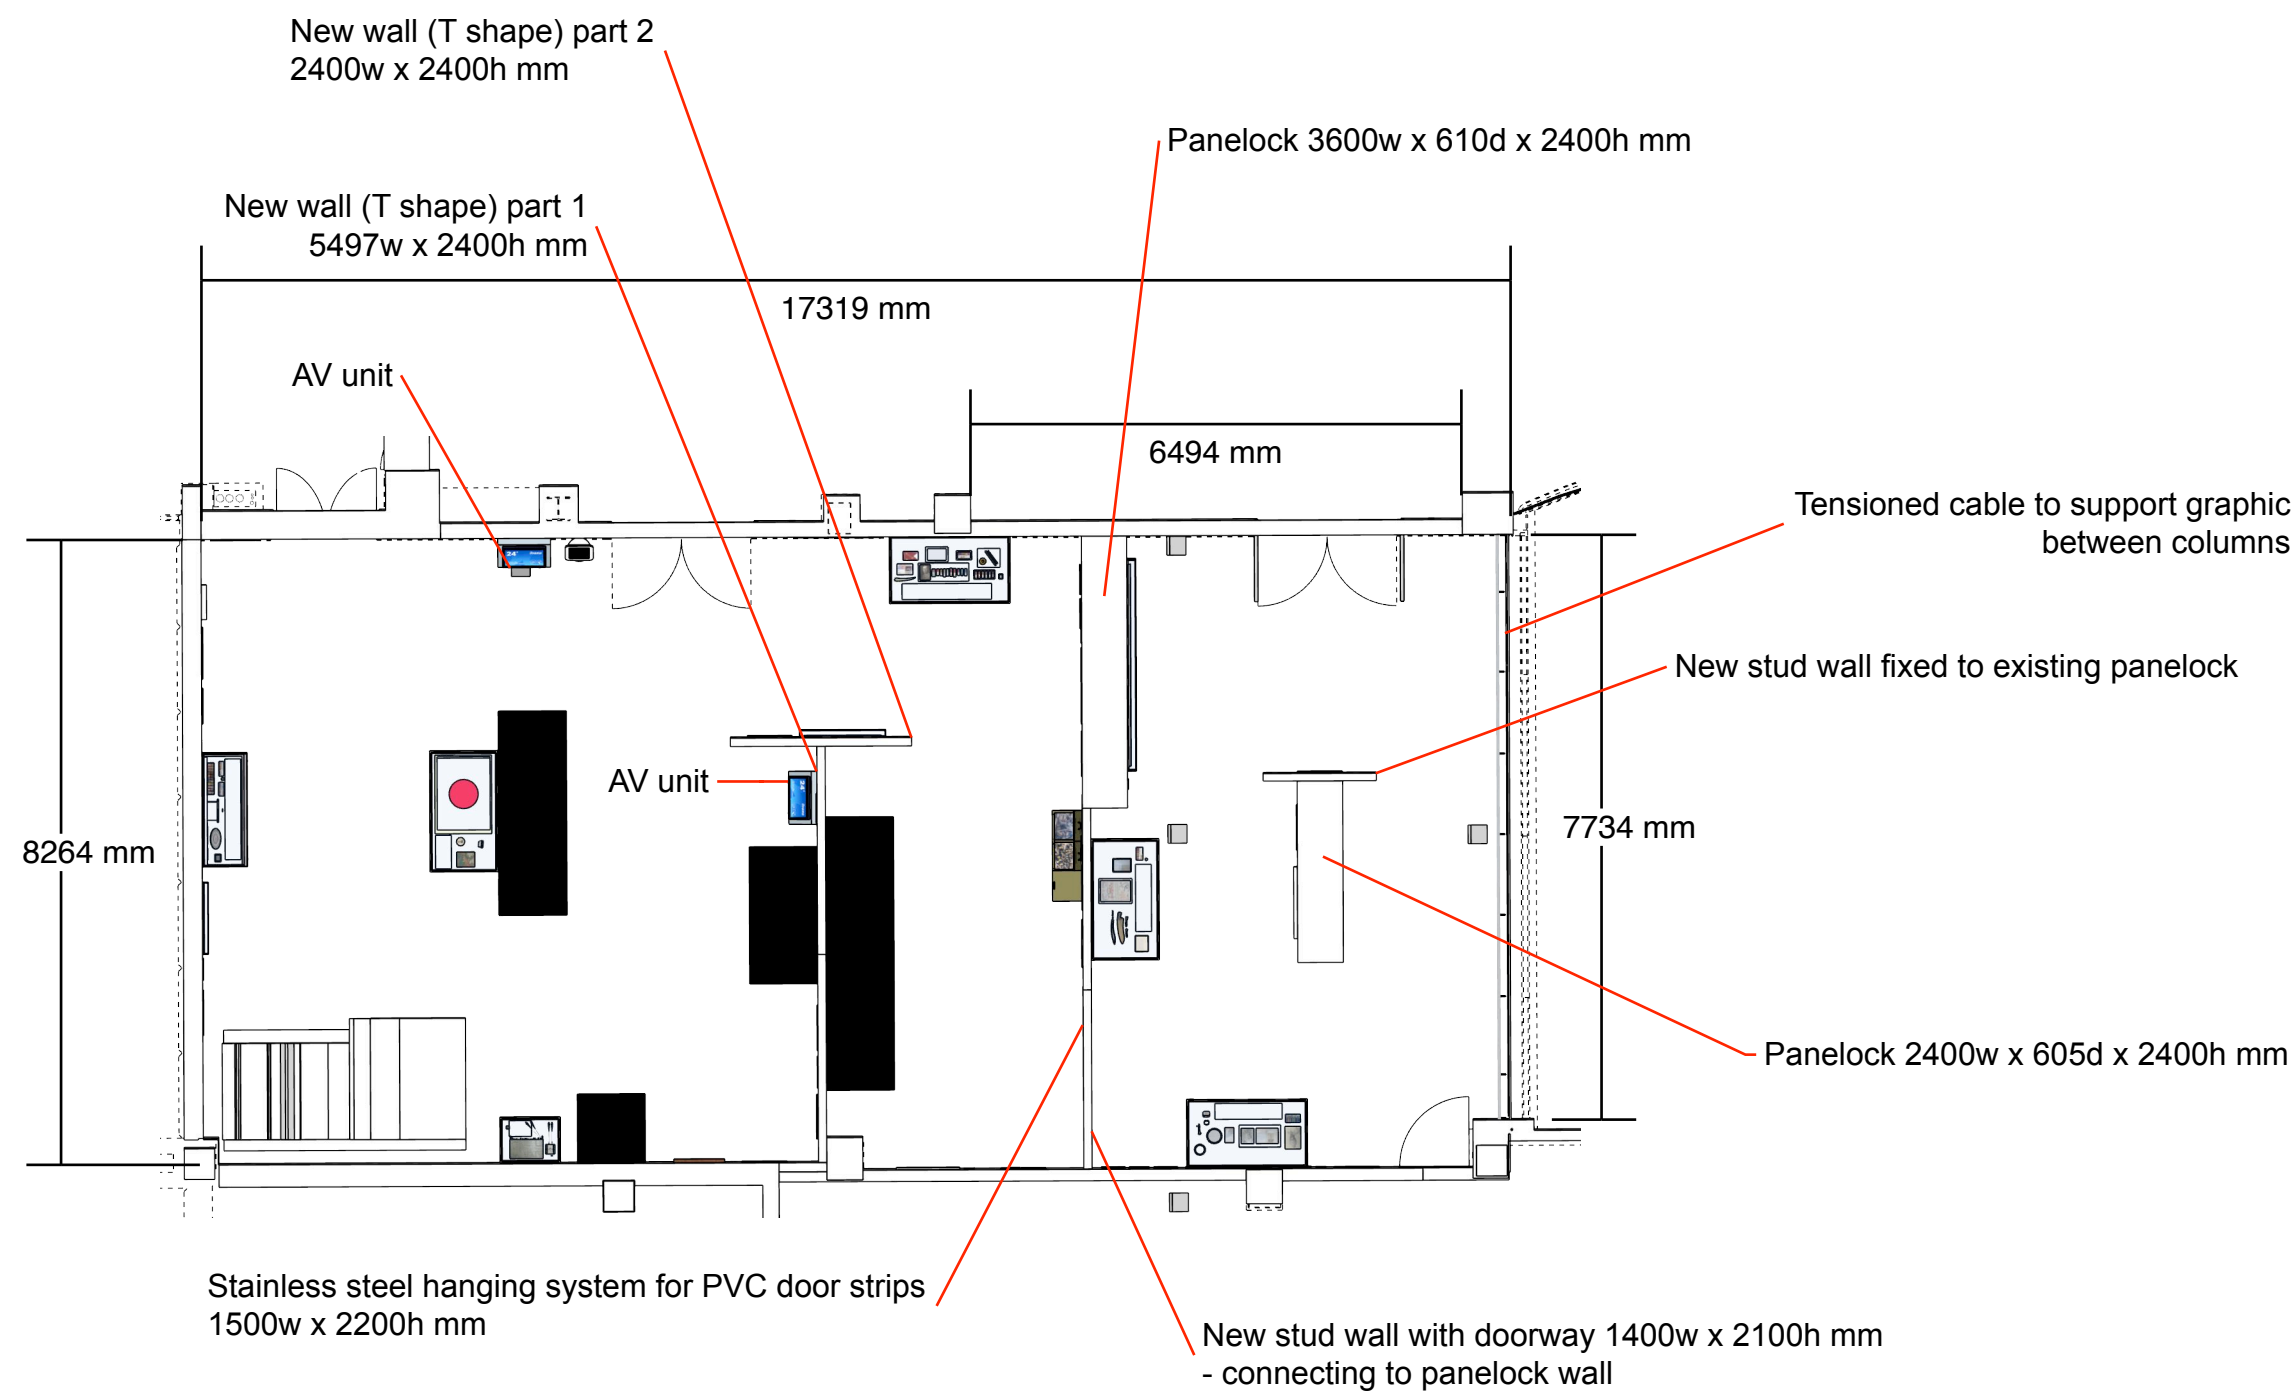 New wall (T shape) part 2
2400w x 2400h mm
Panelock 3600w x 610d x 2400h mm
New wall (T shape) part 1
5497w x 2400h mm
17319 mm
AV unit
6494 mm
Tensioned cable to support graphic
between columns
24"
New stud wall fixed to existing panelock
AV unit
24"
7734 mm
8264 mm
Panelock 2400w x 605d x 2400h mm
Stainless steel hanging system for PVC door strips
1500w x 2200h mm
New stud wall with doorway 1400w x 2100h mm
- connecting to panelock wall